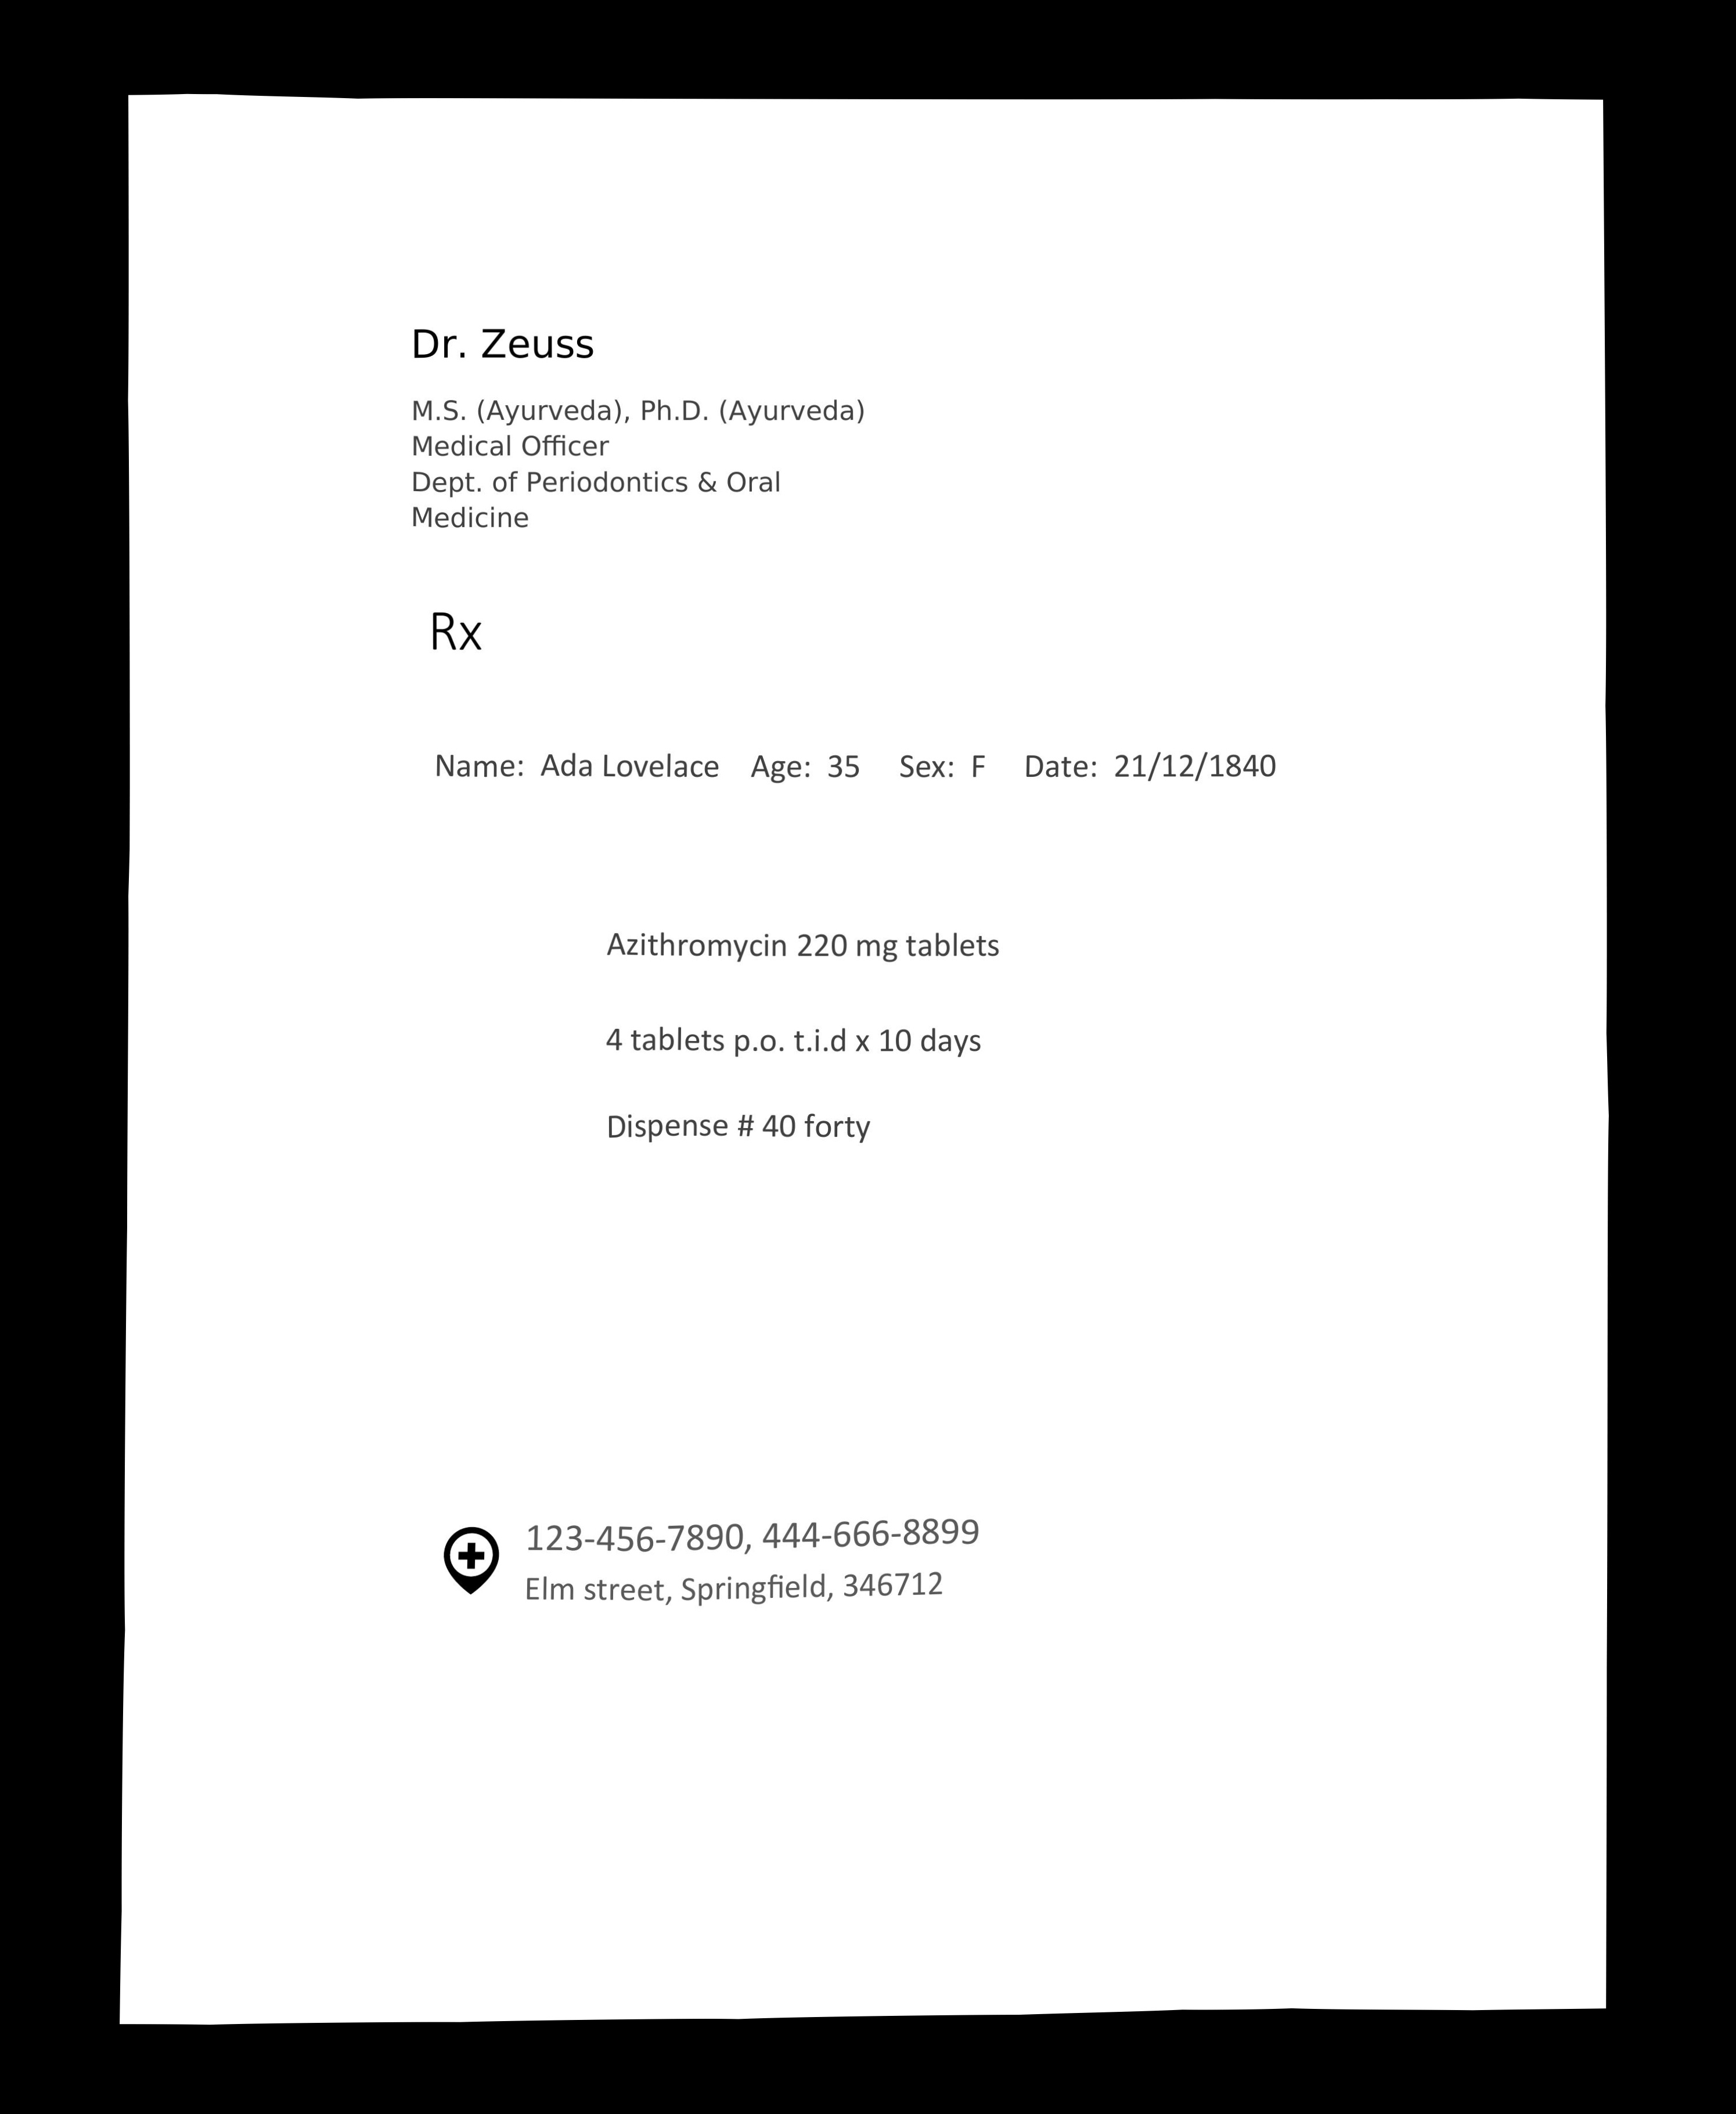 Dr. Zeuss
M.S. (Ayurveda), Ph.D. (Ayurveda)
Medical Officer
Dept. of Periodontics & Oral
Medicine
Rx
Name: Ada Lovelace Age: 35 Sex: F Date: 21/12/1840
Azithromycin 220 mg tablets
4 tablets p.o. t.i.d x 10 days
Dispense # 40 forty
123-456-7890, 444-666-8899
Elm street, Springfield, 346712